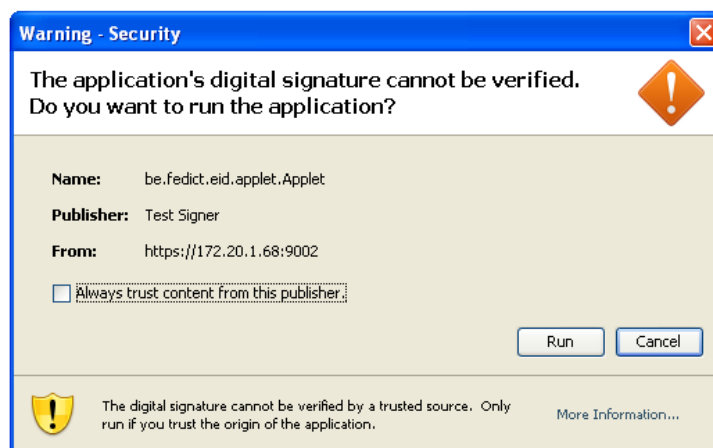 Warning - Security
The application's digital signature cannot be verified.
Do you want to run the application?
Name: be.fedict.eid.applet.Applet
Publisher: Test Signer
From: https://172.20.1.68:9002
Always trust content from this publisher.
Run Cancel
The digital signature cannot be verified by a trusted source. Only
run if you trust the origin of the application.
More Information...